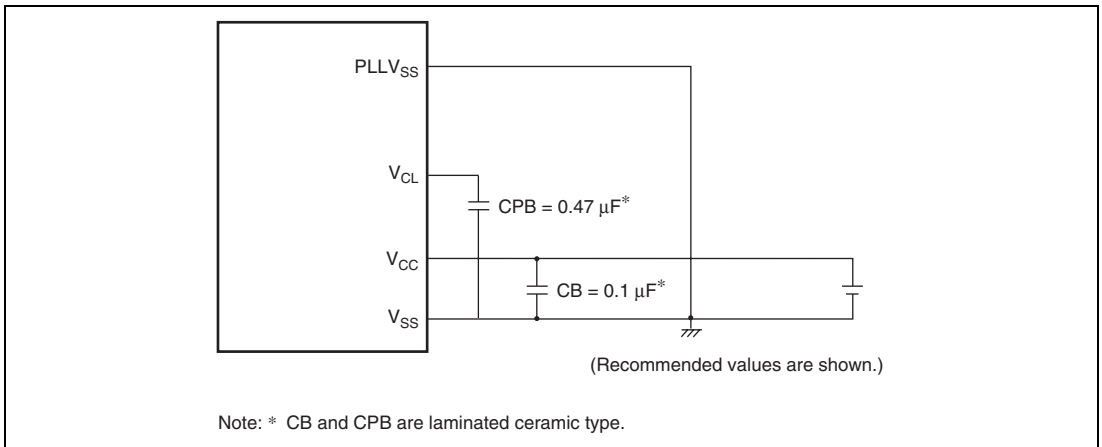 PLLVSS
VCL
CPB = 0.47 μF*
VCC
CB = 0.1 μF*
VSS
(Recommended values are shown.)
Note: * CB and CPB are laminated ceramic type.